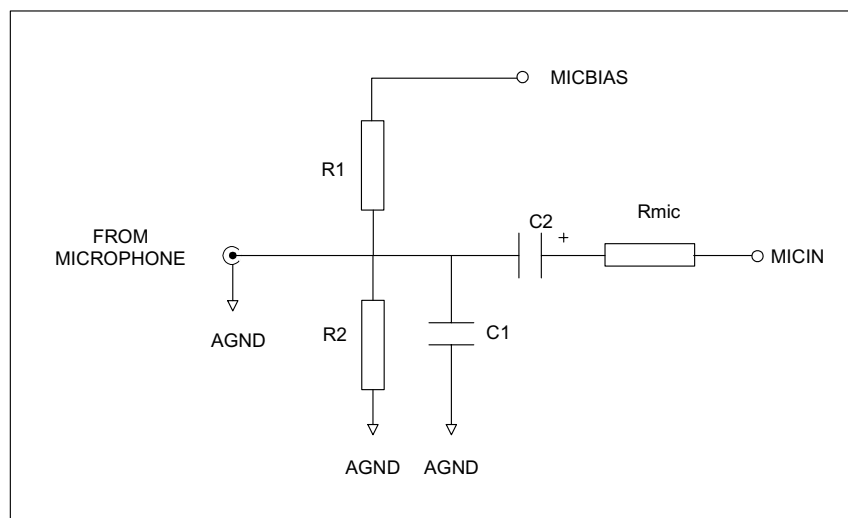 MICBIAS
R1
C2
+
Rmic
FROM
MICROPHONE
MICIN
AGND
R2
C1
AGND
AGND